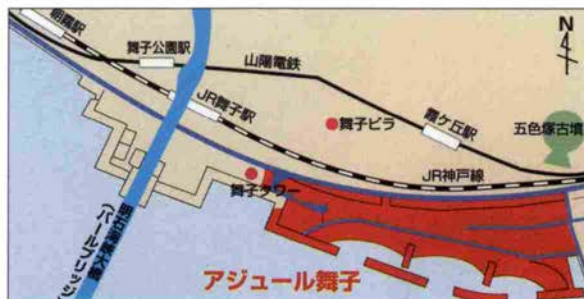 朝霧駅
舞子公園駅
山陽電鉄
N
JR舞子駅
舞子ビラ
霞ヶ丘駅
五色塚古墳
JR神戸線
舞子タワー
明石海峡大橋
(パールブリッジ
アジュール舞子